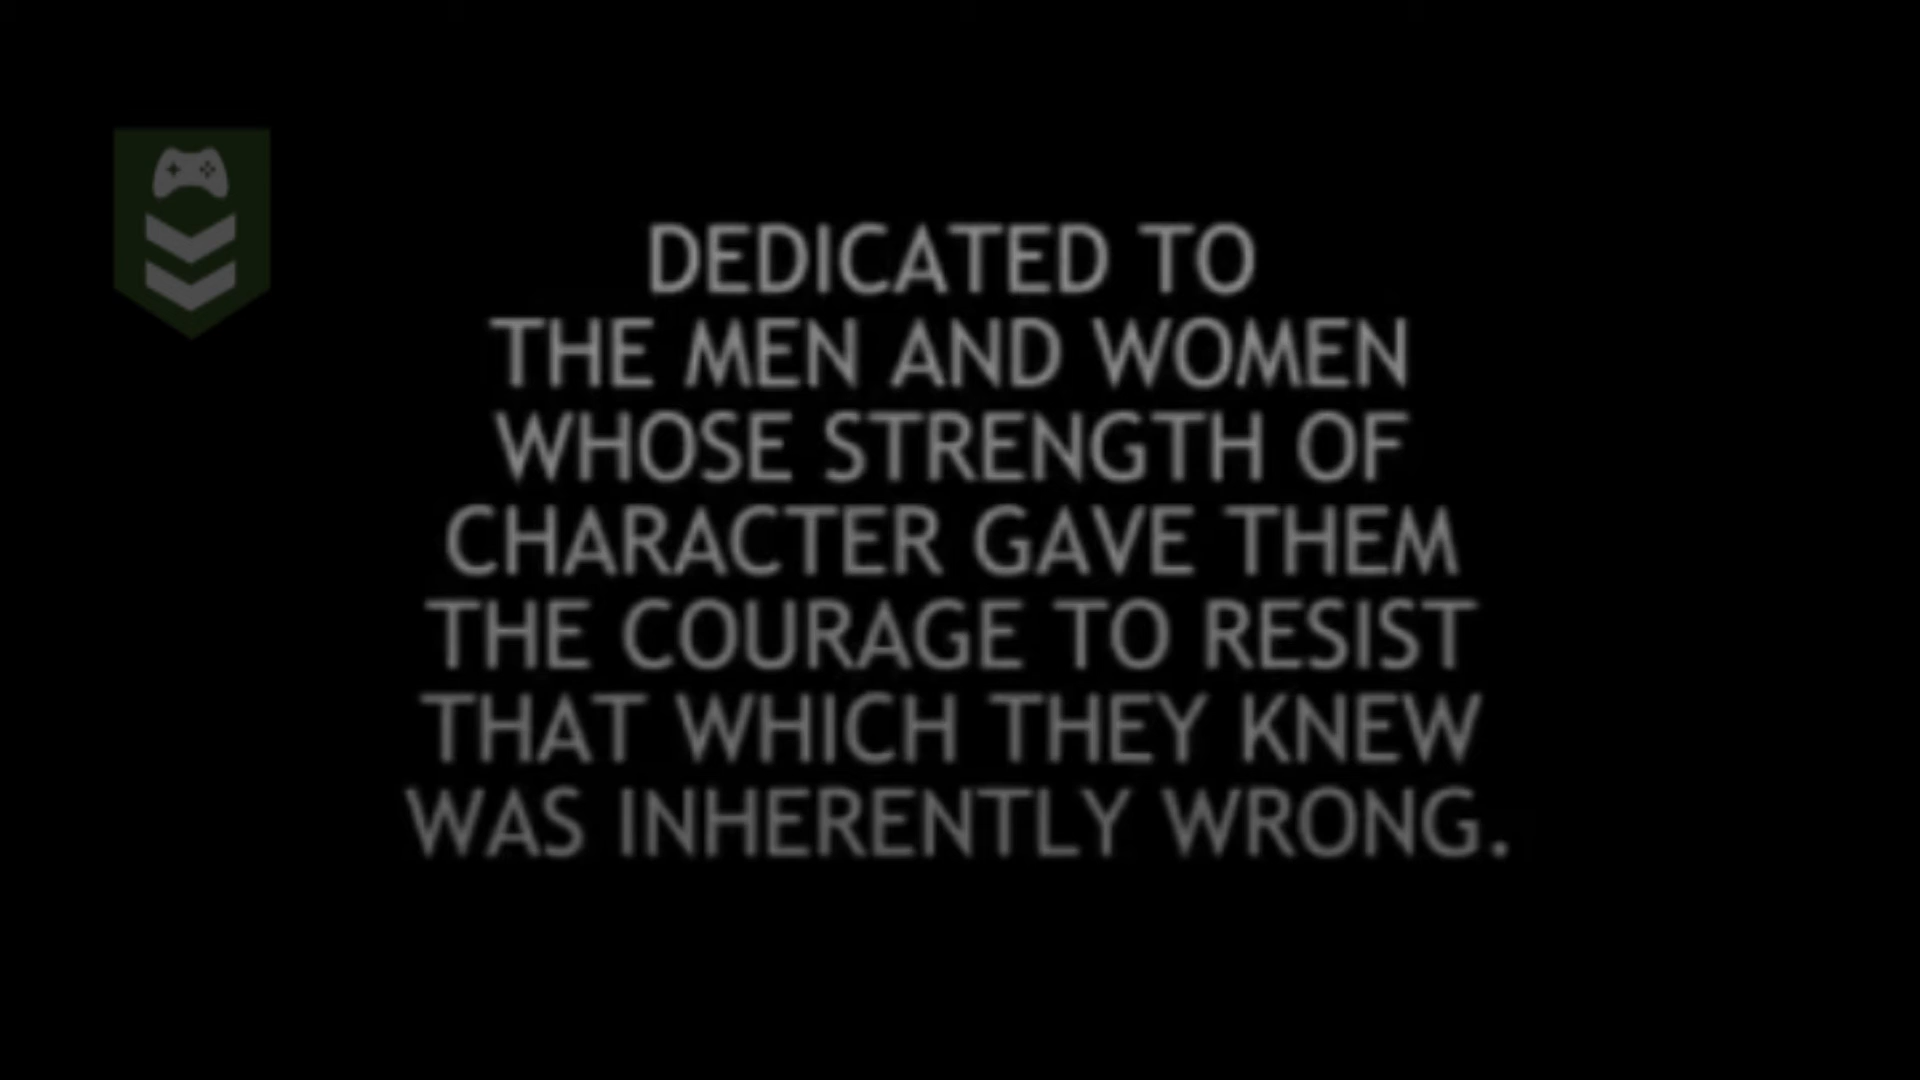 DEDICATED TO
THE MEN AND WOMEN
WHOSE STRENGTH OF
CHARACTER GAVE THEM
THE COURAGE TO RESIST
THAT WHICH THEY KNEW
WAS INHERENTLY WRONG.